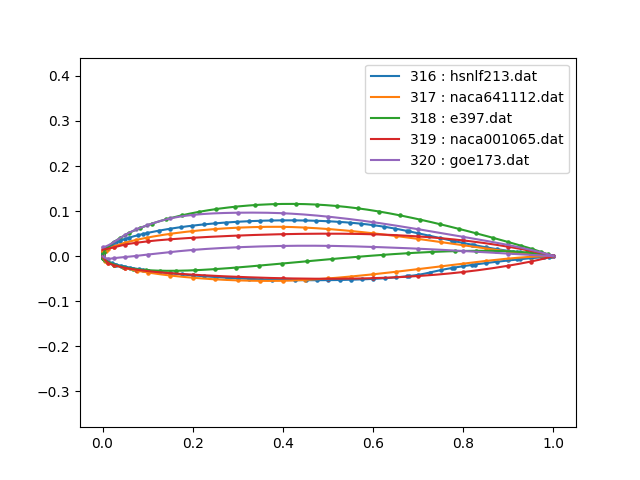 316 : hsnlf213.dat
317 : naca641112.dat
318 : e397.dat
319 : naca001065.dat
320 : goe173.dat
0.4
0.3
0.2
0.1
0.0
−0.1
−0.2
−0.3
0.0 0.2 0.4 0.6 0.8 1.0